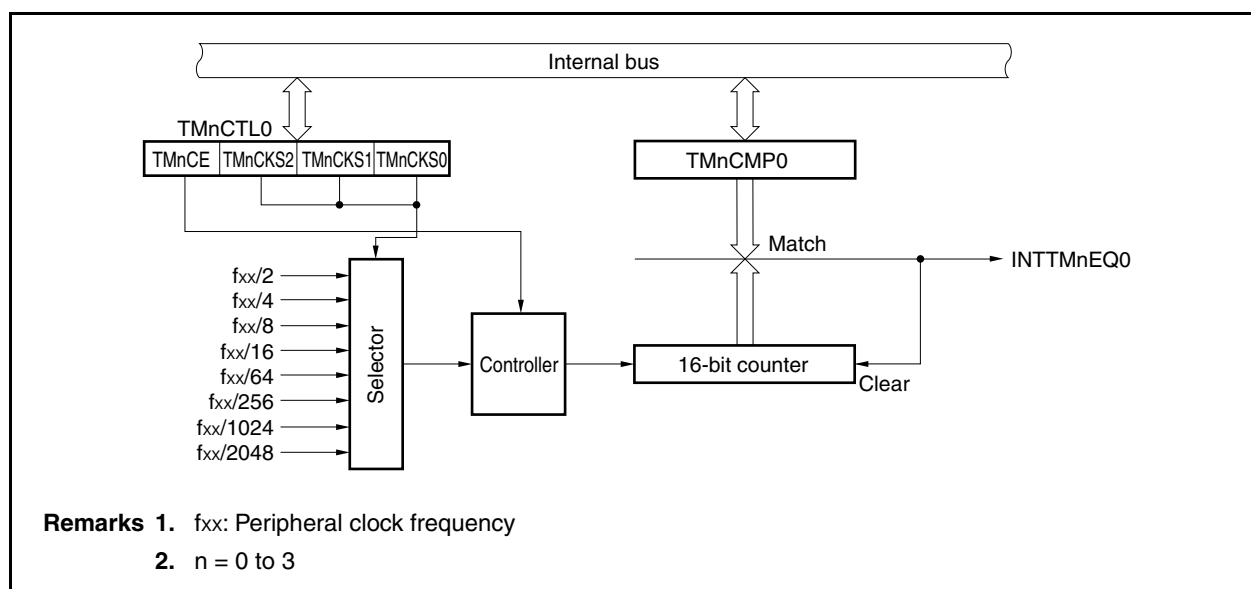 Internal bus
TMnCTL0
TMnCE TMnCKS2 TMnCKS1 TMnCKS0
TMnCMP0
Match
INTTMnEQ0
fxx/2
fxx/4
fxx/8
fxx/16
fxx/64
fxx/256
fxx/1024
fxx/2048
Selector
Controller
16-bit counter
Clear
Remarks 1. fxx: Peripheral clock frequency
2. n = 0 to 3